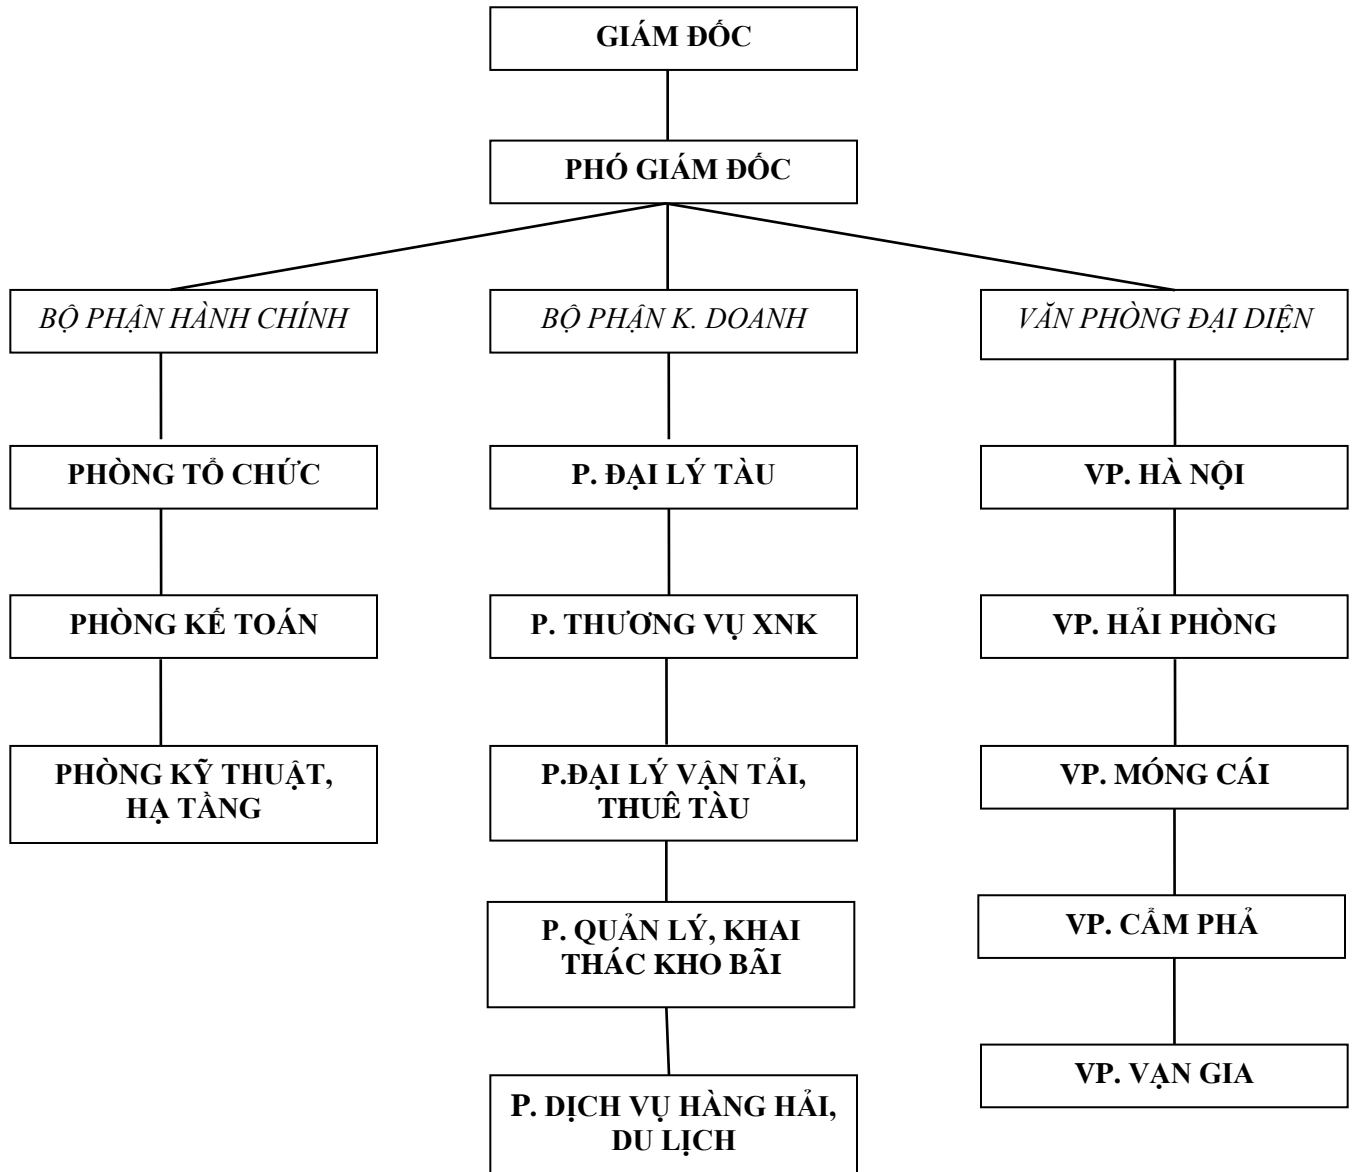 GIÁM ĐỐC
PHÓ GIÁM ĐỐC
BỘ PHẬN HÀNH CHÍNH
BỘ PHẬN K. DOANH
VĂN PHÒNG ĐẠI DIỆN
PHÒNG TỔ CHỨC
P. ĐẠI LÝ TÀU
VP. HÀ NỘI
PHÒNG KẾ TOÁN
P. THƯƠNG VỤ XNK
VP. HẢI PHÒNG
PHÒNG KỸ THUẬT,
HẠ TẦNG
P.ĐẠI LÝ VẬN TẢI,
THUÊ TÀU
VP. MÓNG CÁI
P. QUẢN LÝ, KHAI
THÁC KHO BÃI
VP. CẨM PHẢ
P. DỊCH VỤ HÀNG HẢI,
DU LỊCH
VP. VẠN GIA